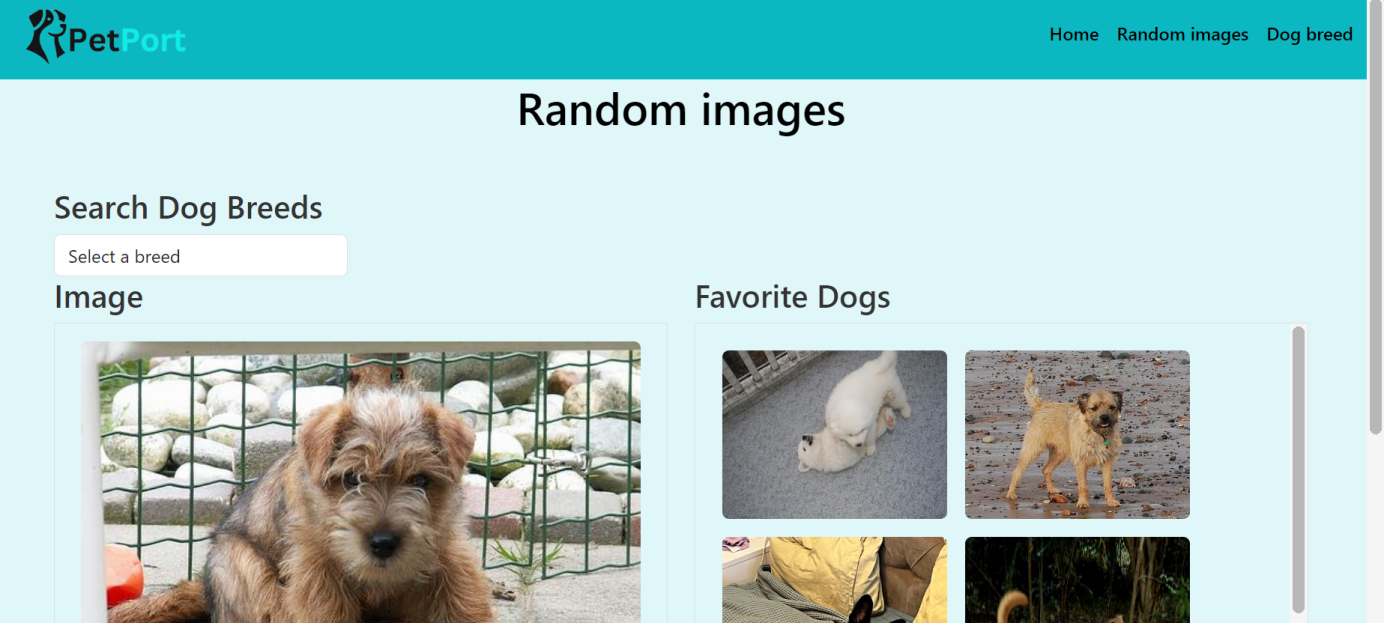 PetPort
Home Random images Dog breed
Random images
Search Dog Breeds
Select a breed
Image
Favorite Dogs